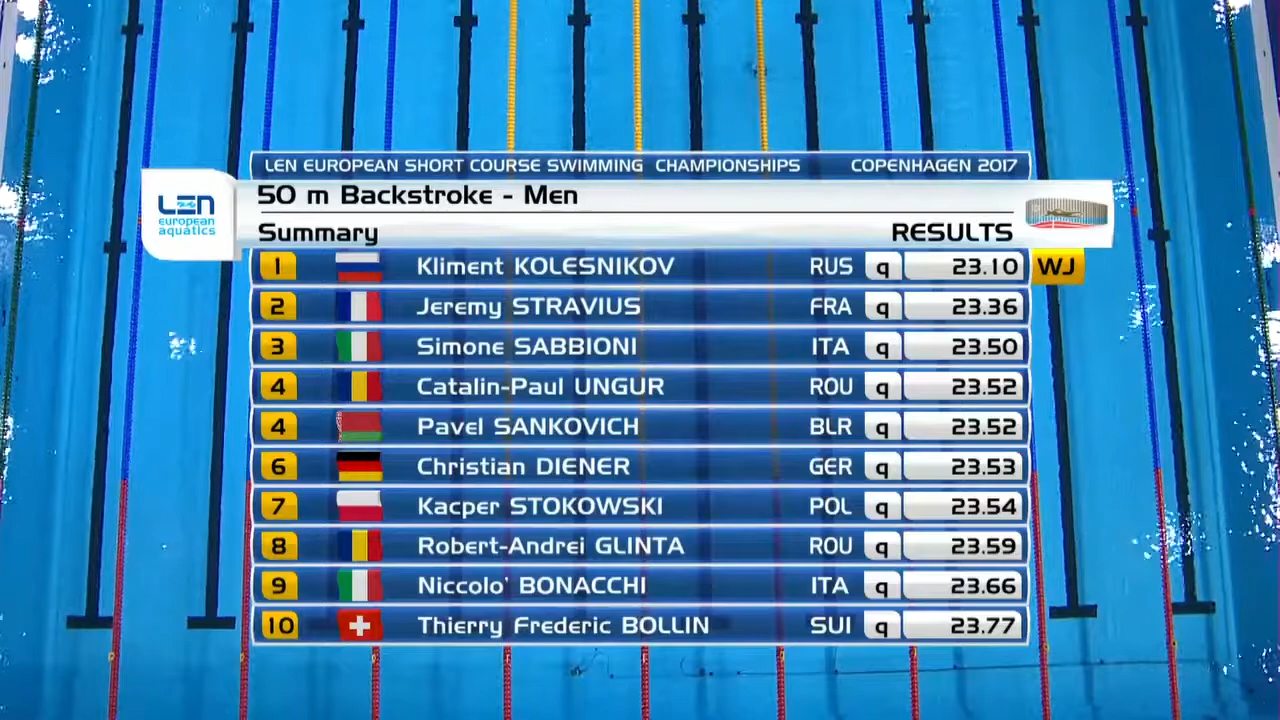 LEN EUROPEAN SHORT COURSE SWIMMING CHAMPIONSHIPS COPENHAGEN 2017
LEN
european
aquatics
50 m Backstroke - Men
Summary RESULTS
1 Kliment KOLESNIKOV RUS q 23.10 WJ
2 Jeremy STRAVIUS FRA q 23.36
3 Simone SABBIONI ITA q 23.50
4 Catalin-Paul UNGUR ROU q 23.52
4 Pavel SANKOVICH BLR q 23.52
6 Christian DIENER GER q 23.53
7 Kacper STOKOWSKI POL q 23.54
8 Robert-Andrei GLINTA ROU q 23.59
9 Niccolo' BONACCHI ITA q 23.66
10 Thierry Frederic BOLLIN SUI q 23.77